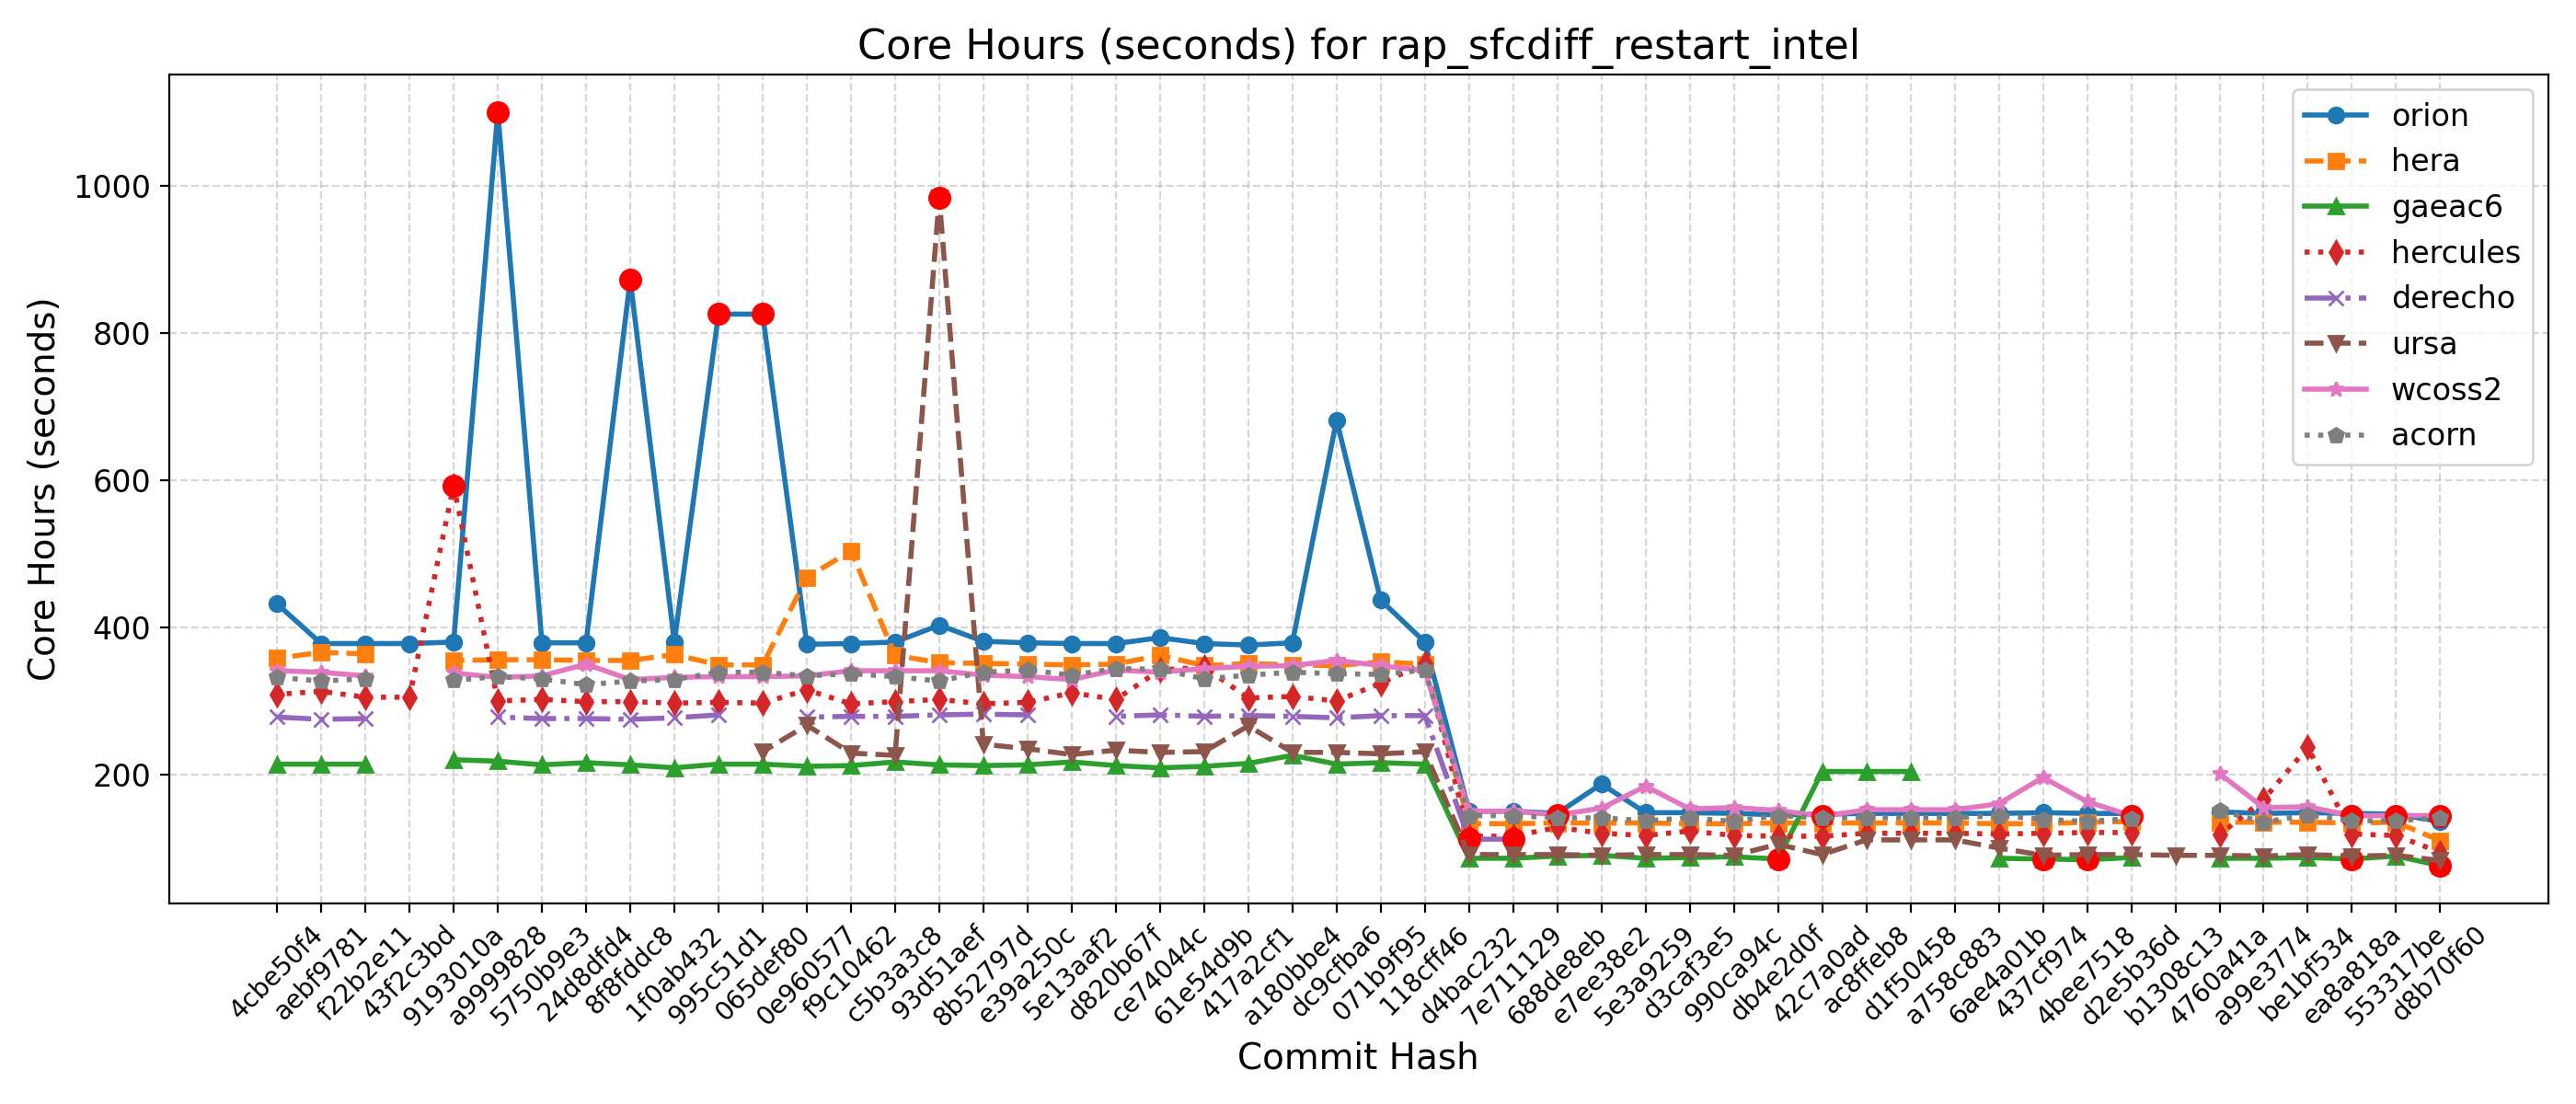 Core Hours (seconds) for rap_sfcdiff_restart_intel
Core Hours (seconds)
1000
800
600
400
200
orion
hera
gaeac6
hercules
derecho
ursa
wcoss2
acorn
4cbe50f4
aebf9781
f22b2e11
43f2c3bd
9193010a
a9999828
5750b9e3
24d8dfd4
8f8fddc8
1f0ab432
995c51d1
065def80
0e960577
f9c10462
c5b3a3c8
93d51aef
8b52797d
e39a250c
5e13aaf2
d820b67f
ce74044c
61e54d9b
417a2cf1
a180bbe4
dc9cfba6
071b9f95
118cff46
d4bac232
7e711129
688de8eb
e7ee38e2
5e3a9259
d3caf3e5
990ca94c
db4e2d0f
42c7a0ad
ac8ffeb8
d1f50458
a758c883
6ae4a01b
437cf974
4bee7518
d2e5b36d
b1308c13
4760a41a
a99e3774
be1bf534
ea8a818a
553317be
d8b70f60
Commit Hash